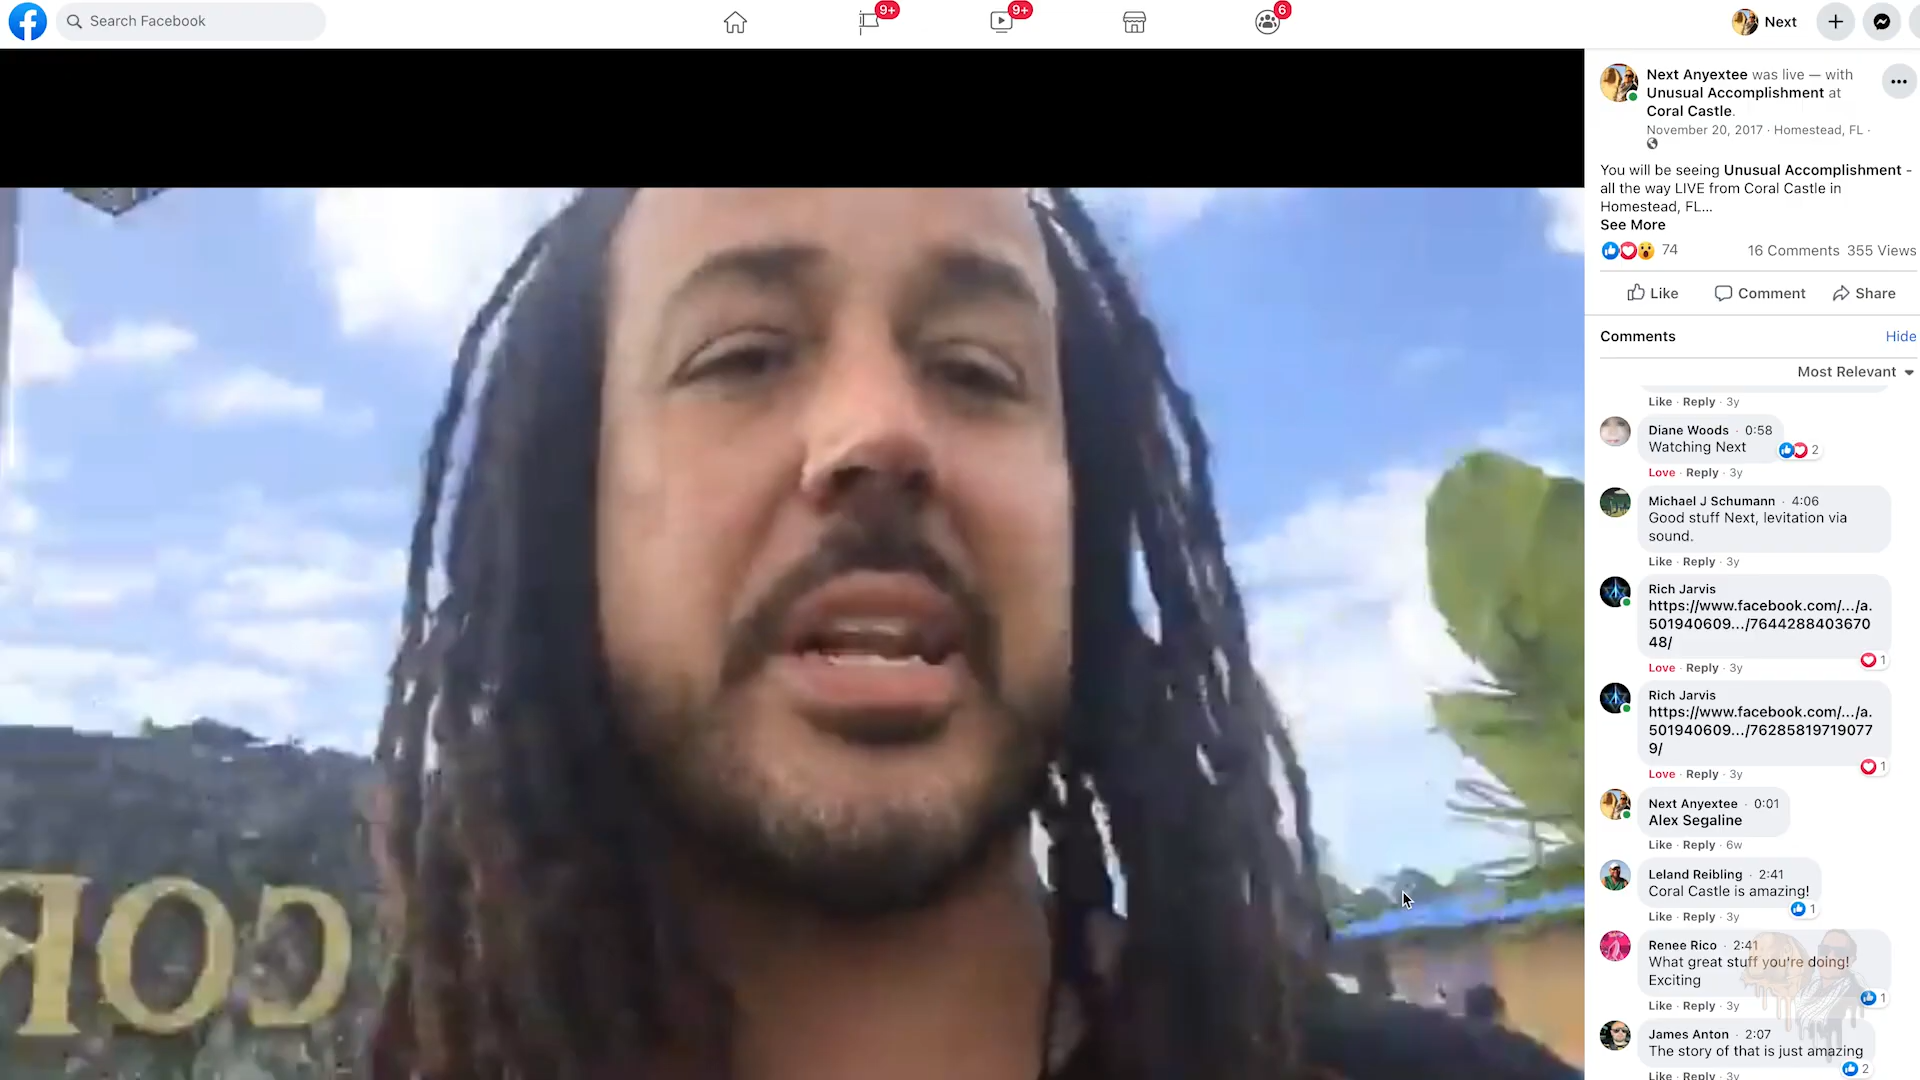 Search Facebook
9+
9+
6
Next
Next Anyextee was live — with
Unusual Accomplishment at
Coral Castle.
November 20, 2017 · Homestead, FL ·
You will be seeing Unusual Accomplishment -
all the way LIVE from Coral Castle in
Homestead, FL...
See More
74
16 Comments 355 Views
Like
Comment
Share
Comments
Hide
Most Relevant
Like · Reply · 3y
Diane Woods · 0:58
Watching Next
2
Love · Reply · 3y
Michael J Schumann · 4:06
Good stuff Next, levitation via
sound.
Like · Reply · 3y
Rich Jarvis
https://www.facebook.com/.../a.
501940609.../7644288403670
48/
1
Love · Reply · 3y
Rich Jarvis
https://www.facebook.com/.../a.
501940609.../76285819719077
9/
1
Love · Reply · 3y
Next Anyextee · 0:01
Alex Segaline
Like · Reply · 6w
Leland Reibling · 2:41
Coral Castle is amazing!
1
Like · Reply · 3y
Renee Rico · 2:41
What great stuff you're doing!
Exciting
1
Like · Reply · 3y
James Anton · 2:07
The story of that is just amazing
2
Like · Reply · 3y
COR